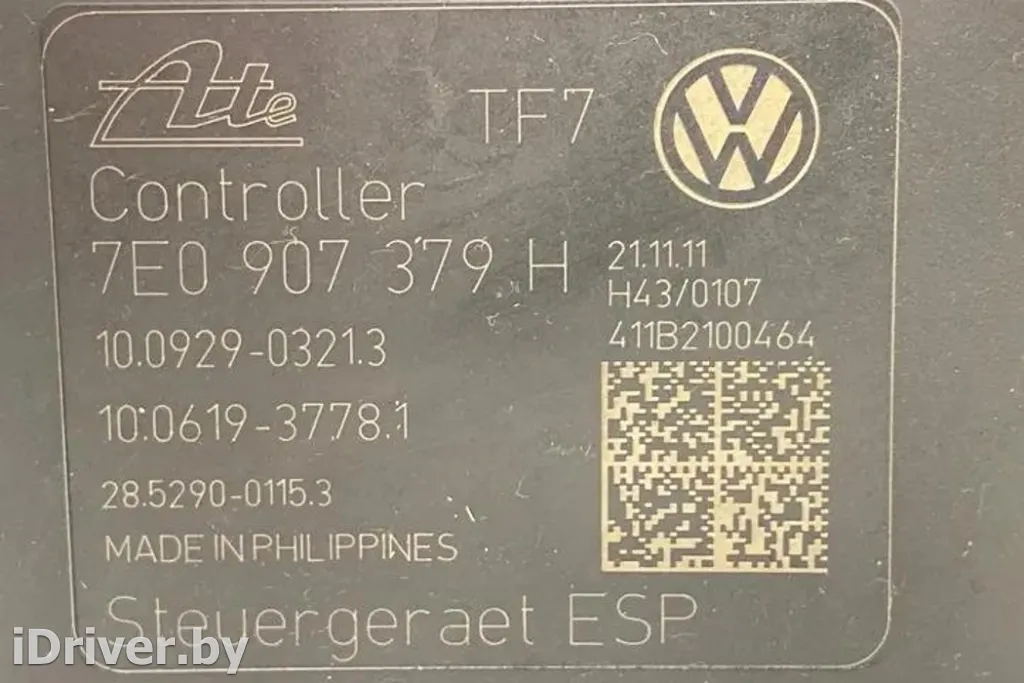 Ate TF7 VW
Controller
7E0 907 379 H
21.11.11
H43/0107
411B2100464
10.0929-0321.3
10.0619-3778.1
28.5290-0115.3
MADE IN PHILIPPINES
Steuergeraet ESP
iDriver.by